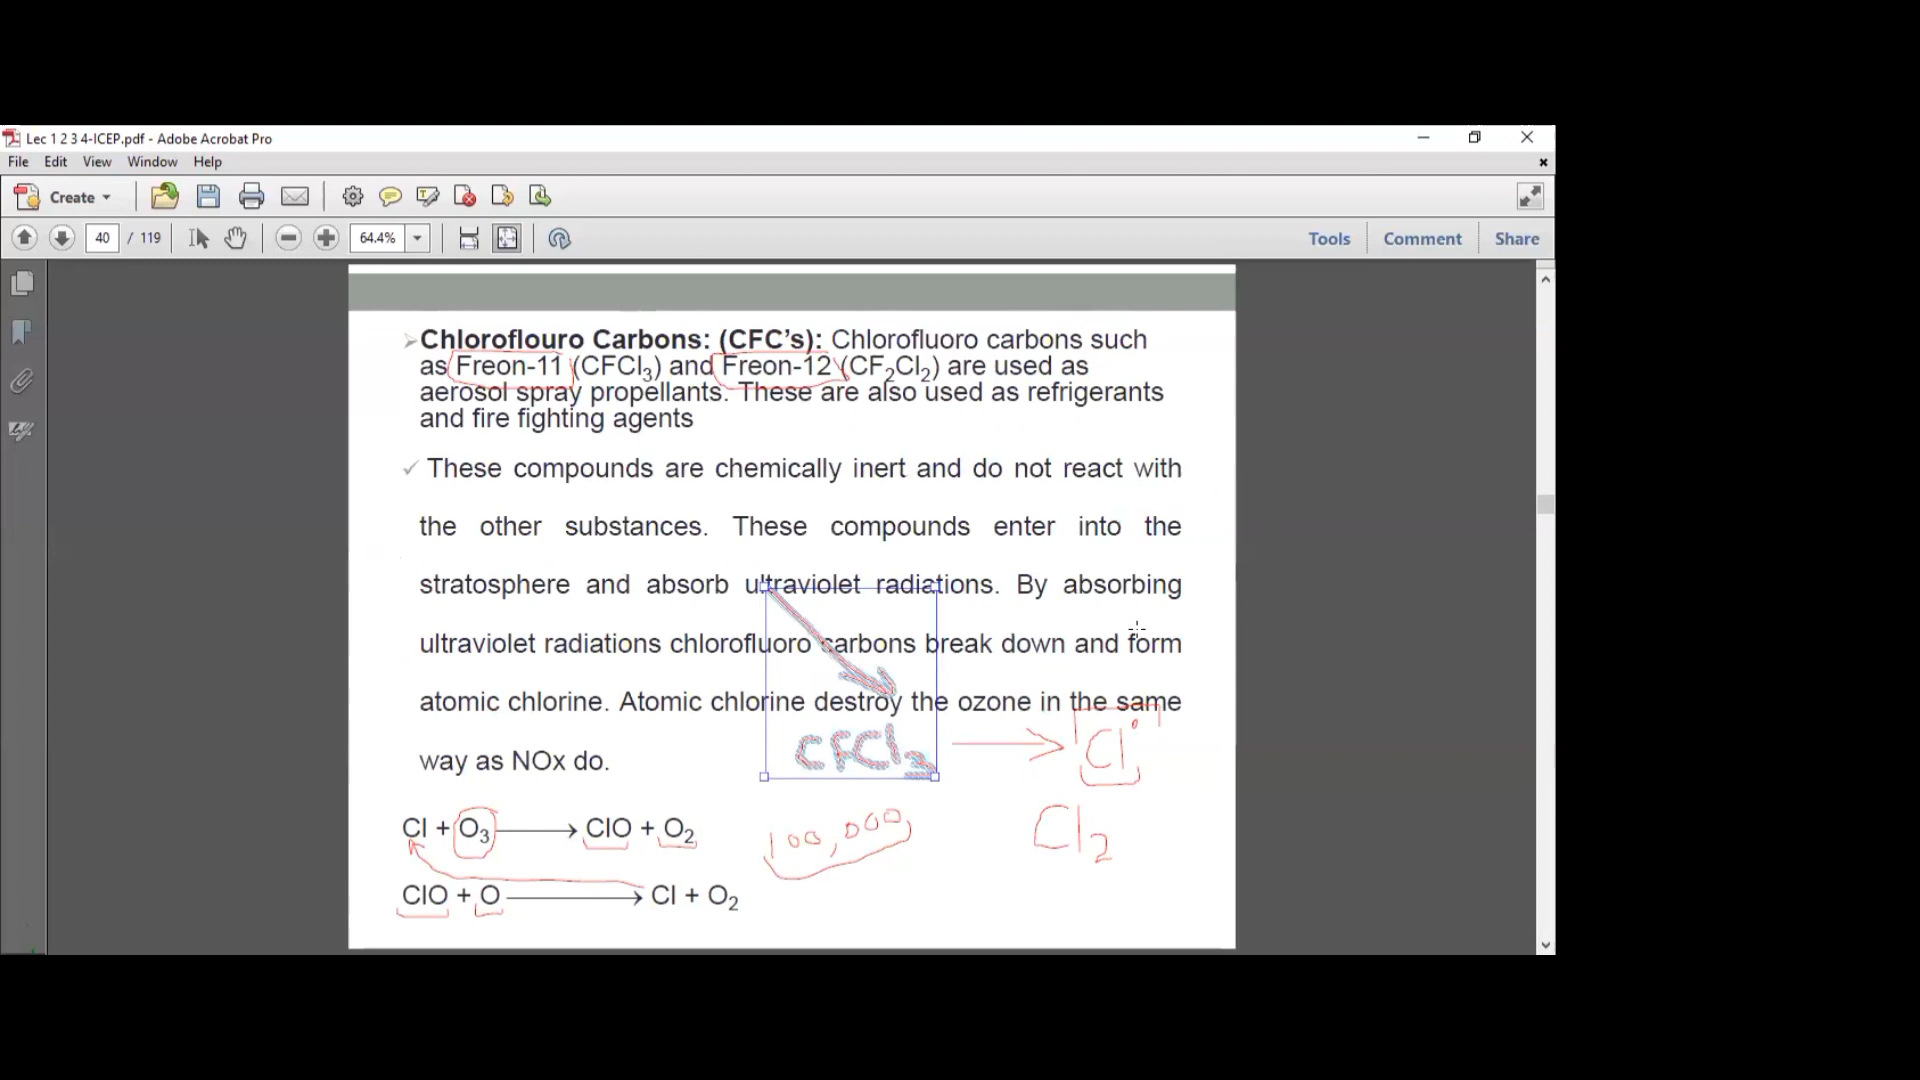 Lec 1 2 3 4-ICEP.pdf - Adobe Acrobat Pro
File Edit View Window Help
Create
40 / 119 64.4% Tools Comment Share
Chloroflouro Carbons: (CFC's): Chlorofluoro carbons such
as Freon-11 (CFCl₃) and Freon-12 (CF₂Cl₂) are used as
aerosol spray propellants. These are also used as refrigerants
and fire fighting agents
These compounds are chemically inert and do not react with
the other substances. These compounds enter into the
stratosphere and absorb ultraviolet radiations. By absorbing
ultraviolet radiations chlorofluoro carbons break down and form
atomic chlorine. Atomic chlorine destroy the ozone in the same
way as NOx do.
CFCl₃ → Cl•
Cl + O₃ → ClO + O₂
100,000
Cl₂
ClO + O → Cl + O₂